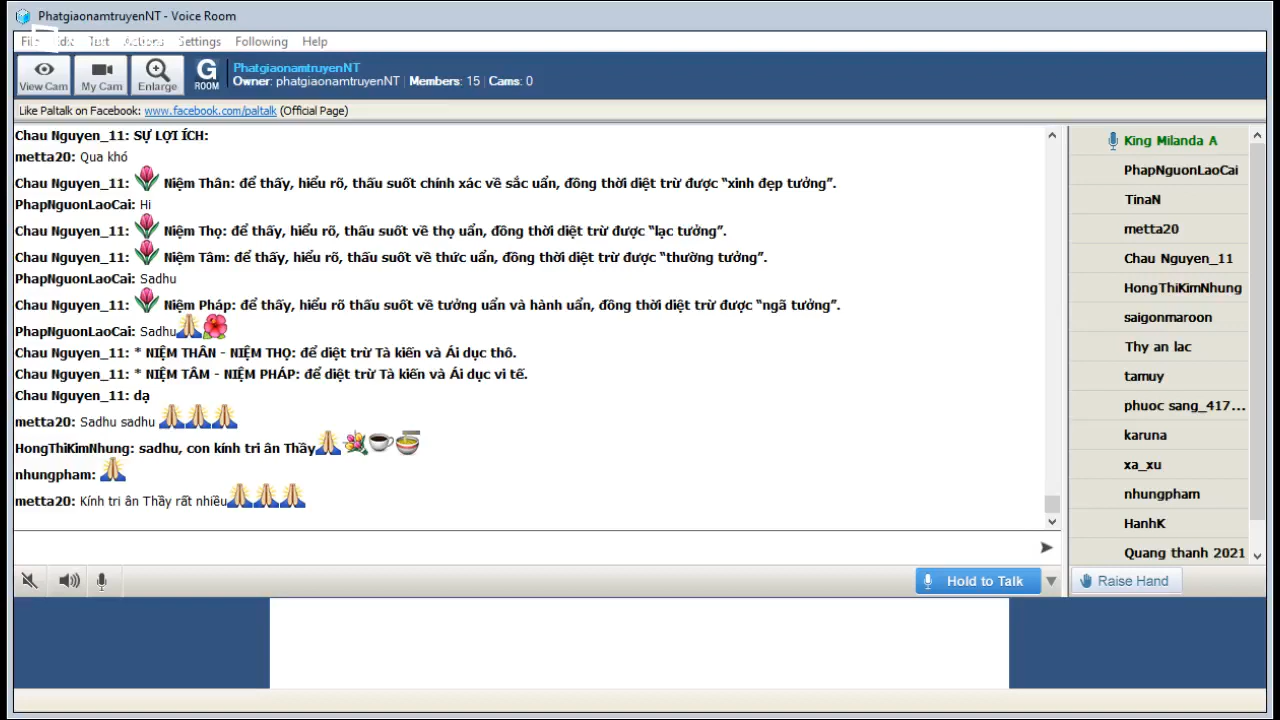 PhatgiaonamtruyenNT - Voice Room
Settings Following Help
View Cam
My Cam
Enlarge
G ROOM
PhatgiaonamtruyenNT
Owner: phatgiaonamtruyenNT | Members: 15 | Cams: 0
Like Paltalk on Facebook: www.facebook.com/paltalk (Official Page)
Chau Nguyen_11: SỰ LỢI ÍCH:
metta20: Qua khó
Chau Nguyen_11: Niệm Thân: để thấy, hiểu rõ, thấu suốt chính xác về sắc uẩn, đồng thời diệt trừ được “xinh đẹp tưởng”.
PhapNguonLaoCai: Hi
Chau Nguyen_11: Niệm Thọ: để thấy, hiểu rõ, thấu suốt về thọ uẩn, đồng thời diệt trừ được “lạc tưởng”.
Chau Nguyen_11: Niệm Tâm: để thấy, hiểu rõ, thấu suốt về thức uẩn, đồng thời diệt trừ được “thường tưởng”.
PhapNguonLaoCai: Sadhu
Chau Nguyen_11: Niệm Pháp: để thấy, hiểu rõ thấu suốt về tưởng uẩn và hành uẩn, đồng thời diệt trừ được “ngã tưởng”.
PhapNguonLaoCai: Sadhu
Chau Nguyen_11: * NIỆM THÂN - NIỆM THỌ: để diệt trừ Tà kiến và Ái dục thô.
Chau Nguyen_11: * NIỆM TÂM - NIỆM PHÁP: để diệt trừ Tà kiến và Ái dục vi tế.
Chau Nguyen_11: dạ
metta20: Sadhu sadhu
HongThiKimNhung: sadhu, con kính tri ân Thầy
nhungpham:
metta20: Kính tri ân Thầy rất nhiều
Hold to Talk
King Milanda A
PhapNguonLaoCai
TinaN
metta20
Chau Nguyen_11
HongThiKimNhung
saigonmaroon
Thy an lac
tamuy
phuoc sang_417...
karuna
xa_xu
nhungpham
HanhK
Quang thanh 2021
Raise Hand